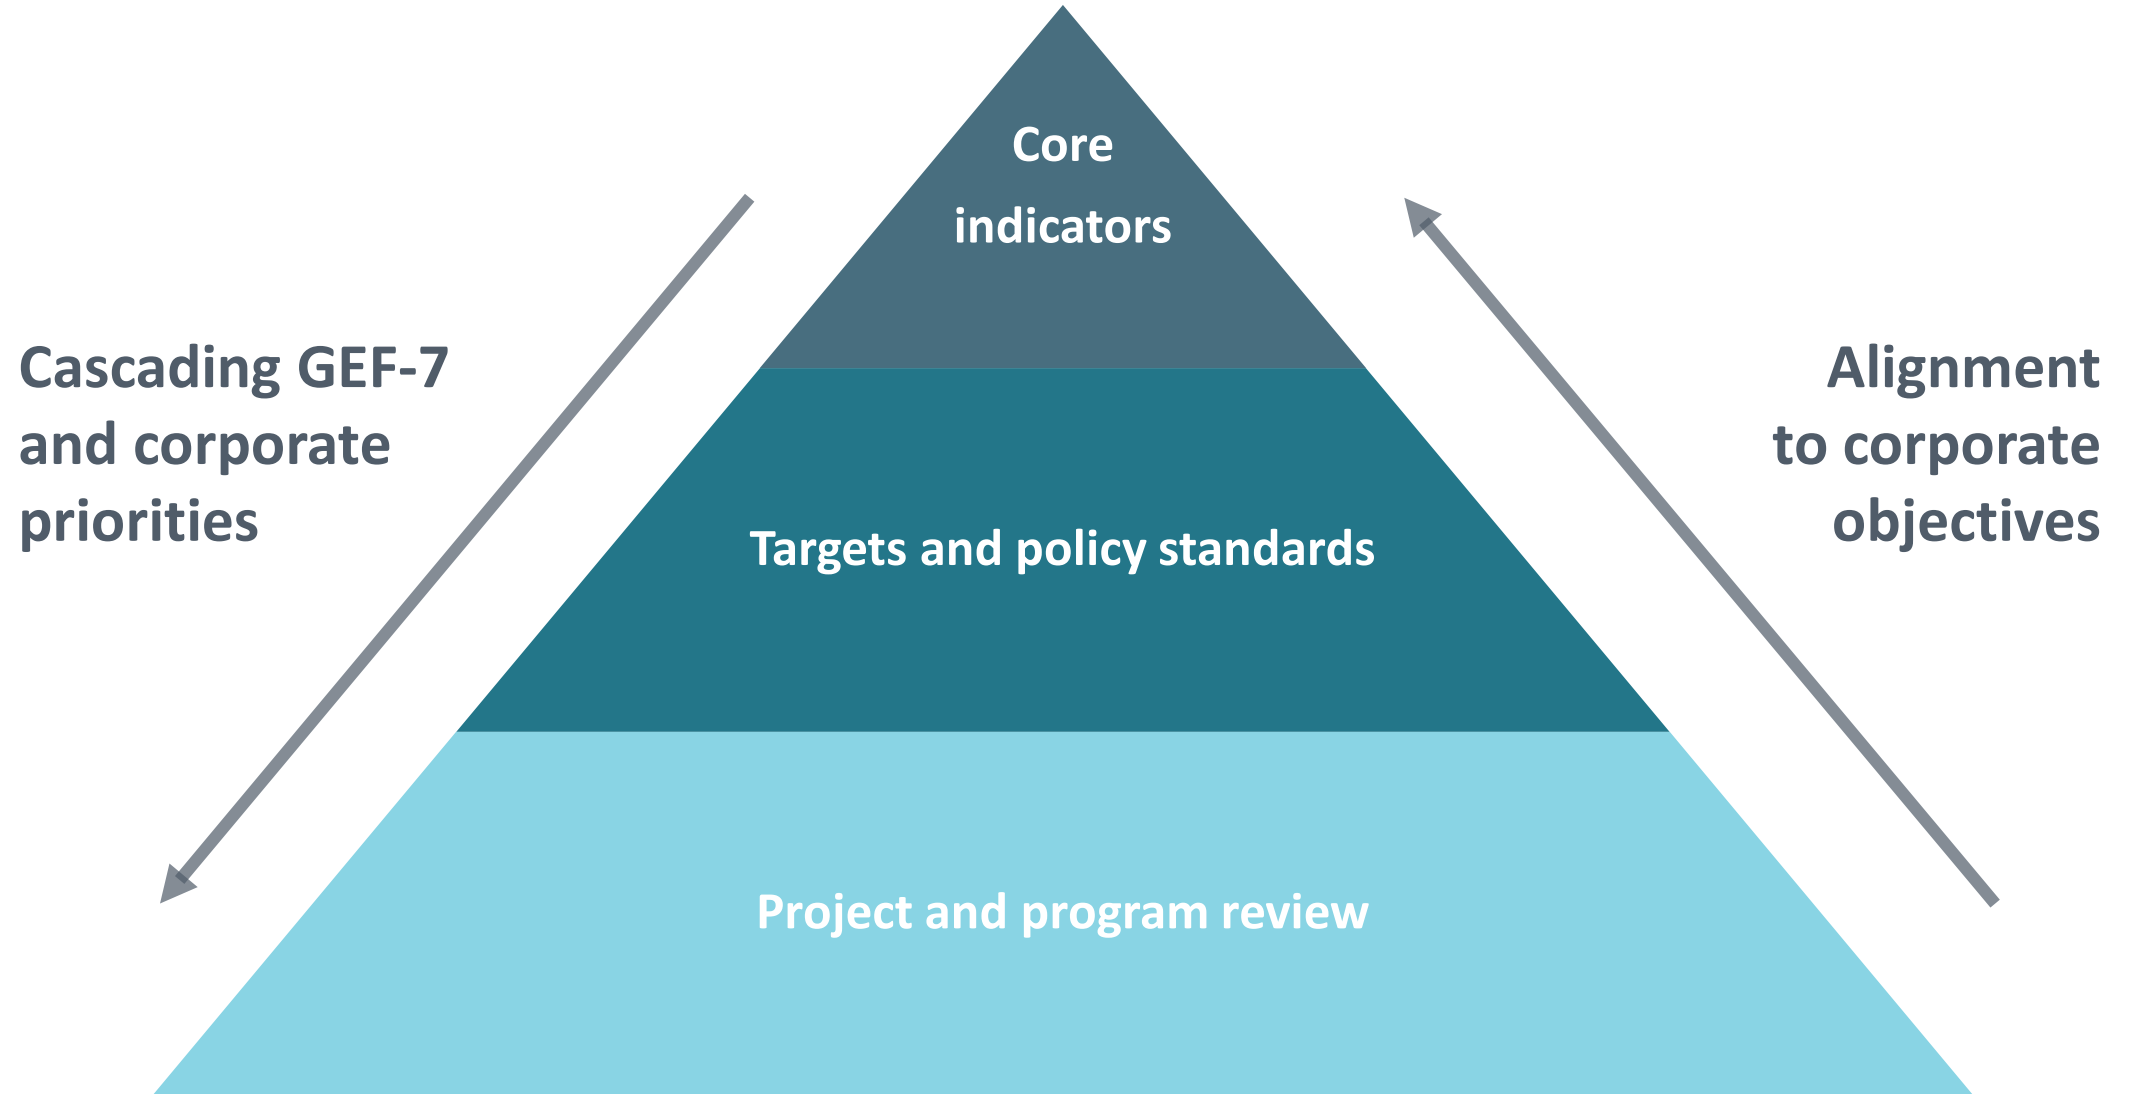 Core
indicators
Cascading GEF-7
and corporate
priorities
Alignment
to corporate
objectives
Targets and policy standards
Project and program review